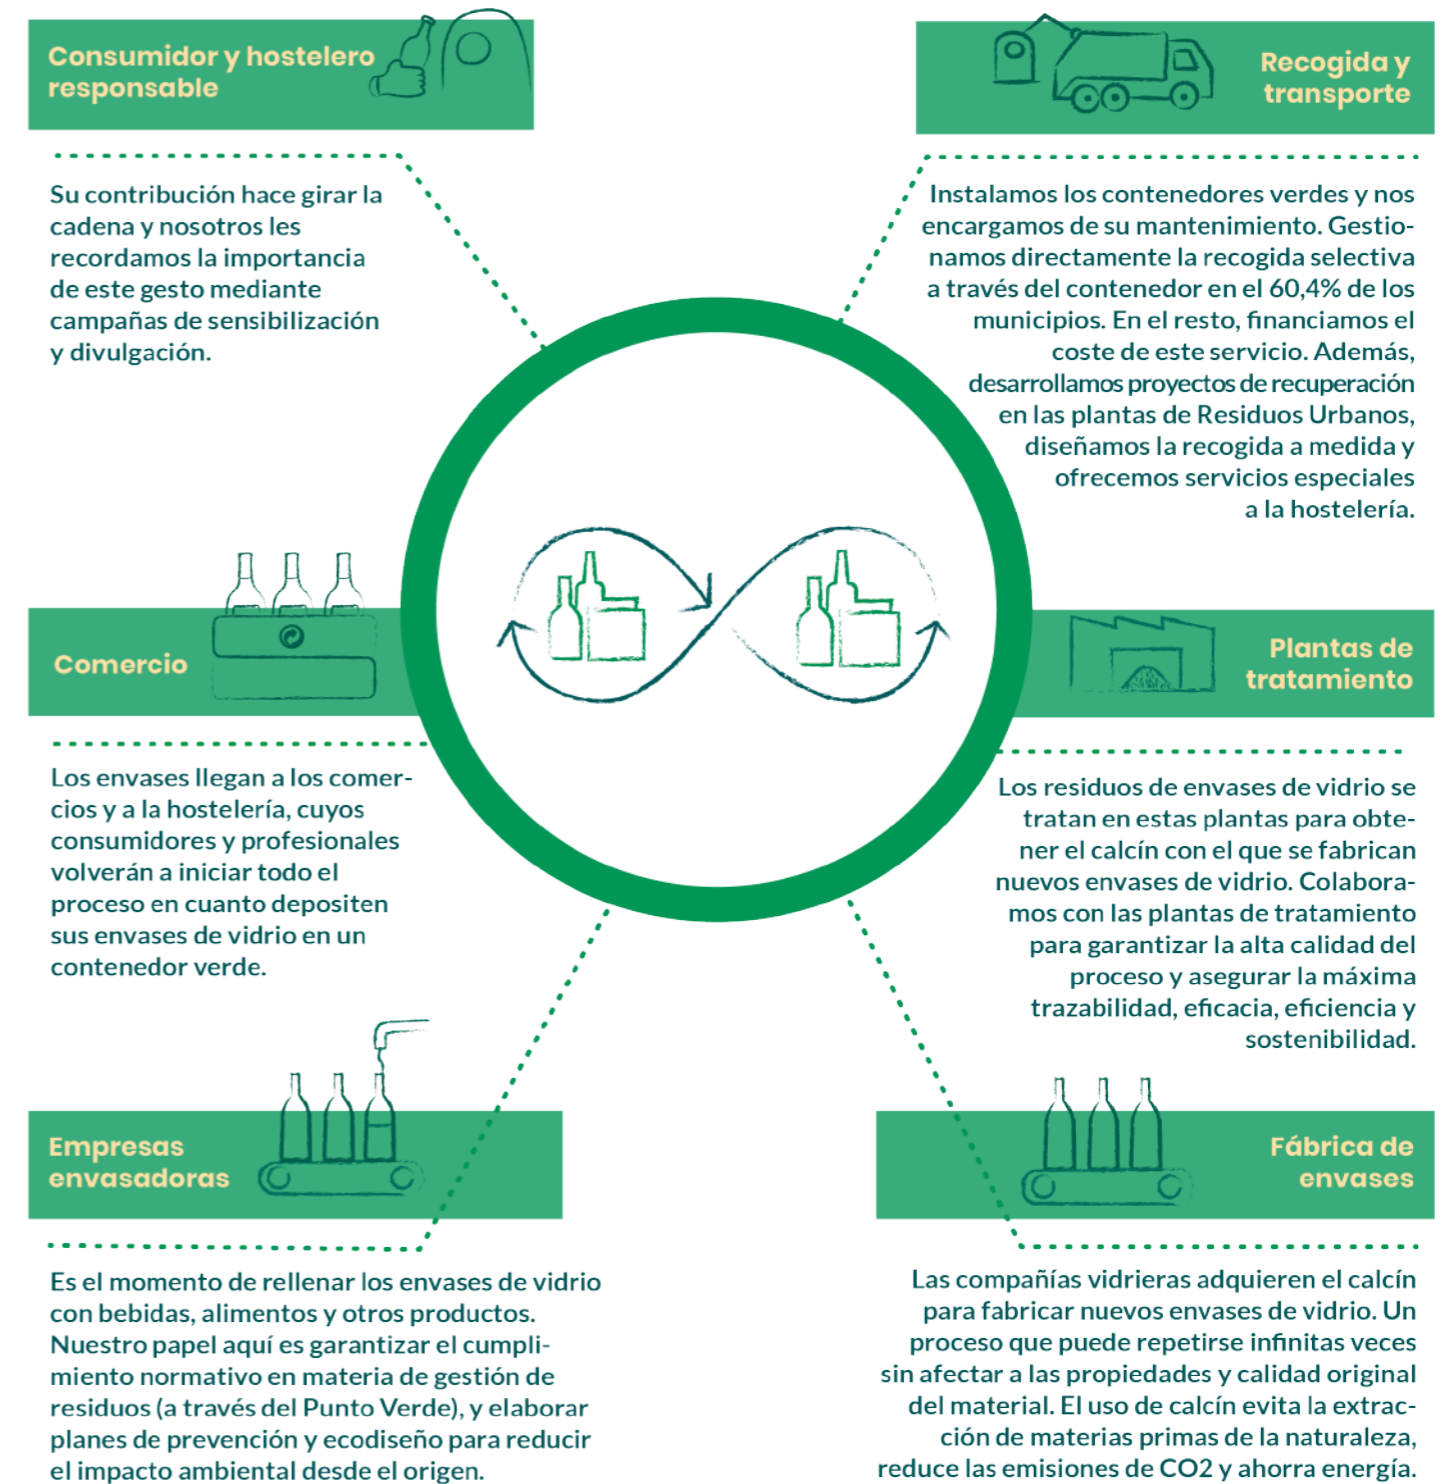 Consumidor y hostelero
responsable
Su contribución hace girar la
cadena y nosotros les
recordamos la importancia
de este gesto mediante
campañas de sensibilización
y divulgación.
Recogida y
transporte
Instalamos los contenedores verdes y nos
encargamos de su mantenimiento. Gestio-
namos directamente la recogida selectiva
a través del contenedor en el 60,4% de los
municipios. En el resto, financiamos el
coste de este servicio. Además,
desarrollamos proyectos de recuperación
en las plantas de Residuos Urbanos,
diseñamos la recogida a medida y
ofrecemos servicios especiales
a la hostelería.
Comercio
Los envases llegan a los comer-
cios y a la hostelería, cuyos
consumidores y profesionales
volverán a iniciar todo el
proceso en cuanto depositen
sus envases de vidrio en un
contenedor verde.
Plantas de
tratamiento
Los residuos de envases de vidrio se
tratan en estas plantas para obte-
ner el calcín con el que se fabrican
nuevos envases de vidrio. Colabora-
mos con las plantas de tratamiento
para garantizar la alta calidad del
proceso y asegurar la máxima
trazabilidad, eficacia, eficiencia y
sostenibilidad.
Empresas
envasadoras
Es el momento de rellenar los envases de vidrio
con bebidas, alimentos y otros productos.
Nuestro papel aquí es garantizar el cumpli-
miento normativo en materia de gestión de
residuos (a través del Punto Verde), y elaborar
planes de prevención y ecodiseño para reducir
el impacto ambiental desde el origen.
Fábrica de
envases
Las compañías vidrieras adquieren el calcín
para fabricar nuevos envases de vidrio. Un
proceso que puede repetirse infinitas veces
sin afectar a las propiedades y calidad original
del material. El uso de calcín evita la extrac-
ción de materias primas de la naturaleza,
reduce las emisiones de CO2 y ahorra energía.